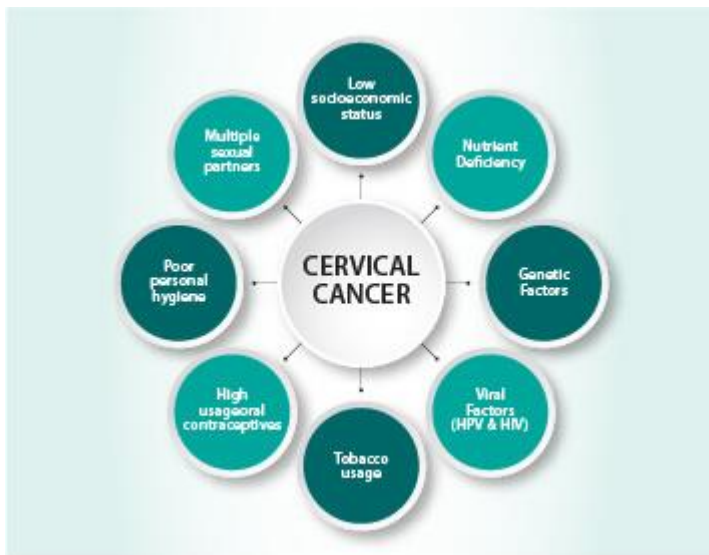 Low
socioeconomic
status
Nutrient
Deficiency
Genetic
Factors
Viral
Factors
(HPV & HIV)
Tobacco
usage
High
usageoral
contraceptives
Poor
personal
hygiene
Multiple
sexual
partners
CERVICAL
CANCER